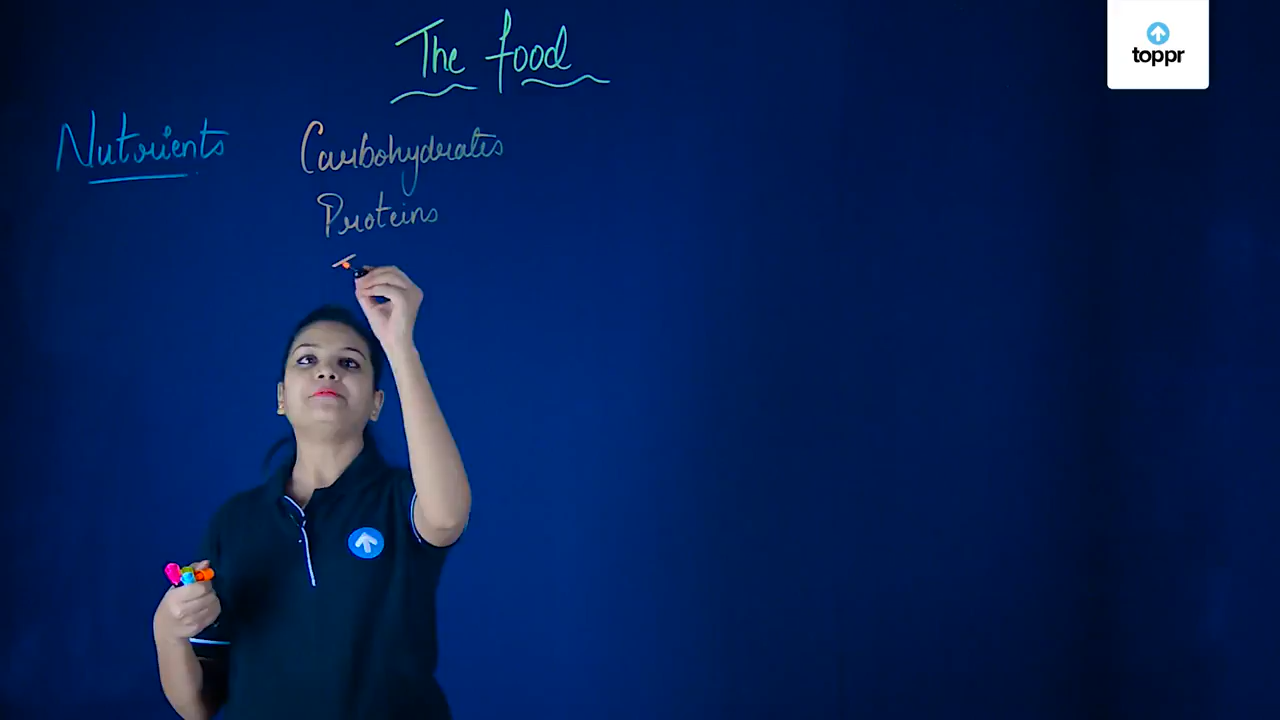 The food
toppr
Nutrients
Carbohydrates
Proteins